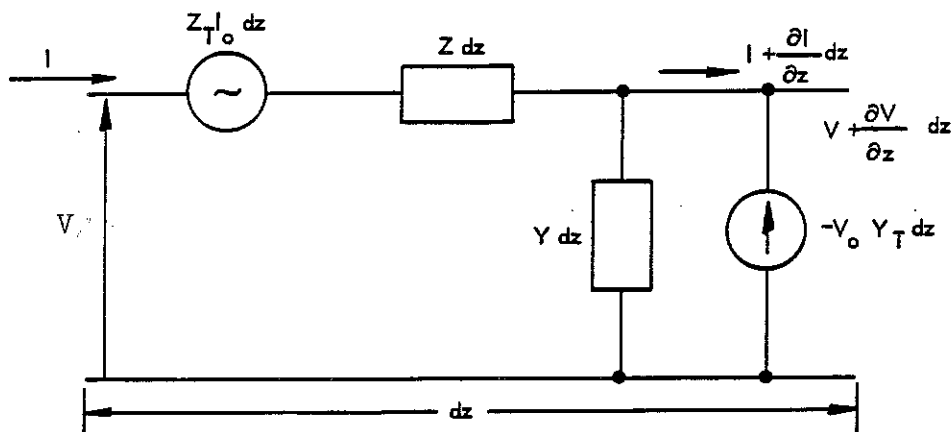 Z_T I_o dz
I
Z dz
I + ∂I/∂z dz
V + ∂V/∂z dz
~
V
Y dz
-V_o Y_T dz
dz